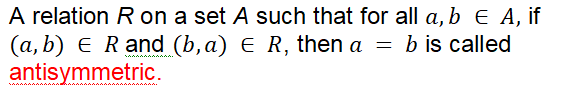 A relation R on a set A such that for all a, b ∈ A, if
(a, b) ∈ R and (b, a) ∈ R, then a = b is called
antisymmetric.